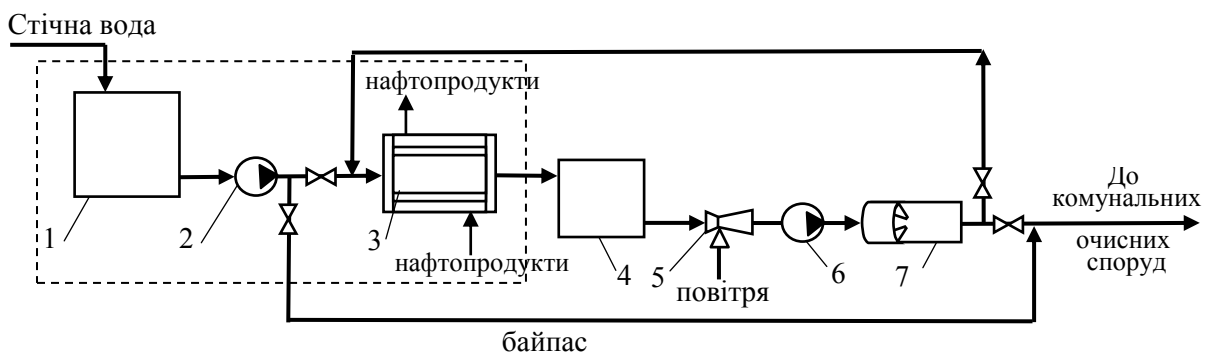 Стічна вода
нафтопродукти
До
комунальних
очисних
споруд
1
2
3
нафтопродукти
4
5
повітря
6
7
байпас